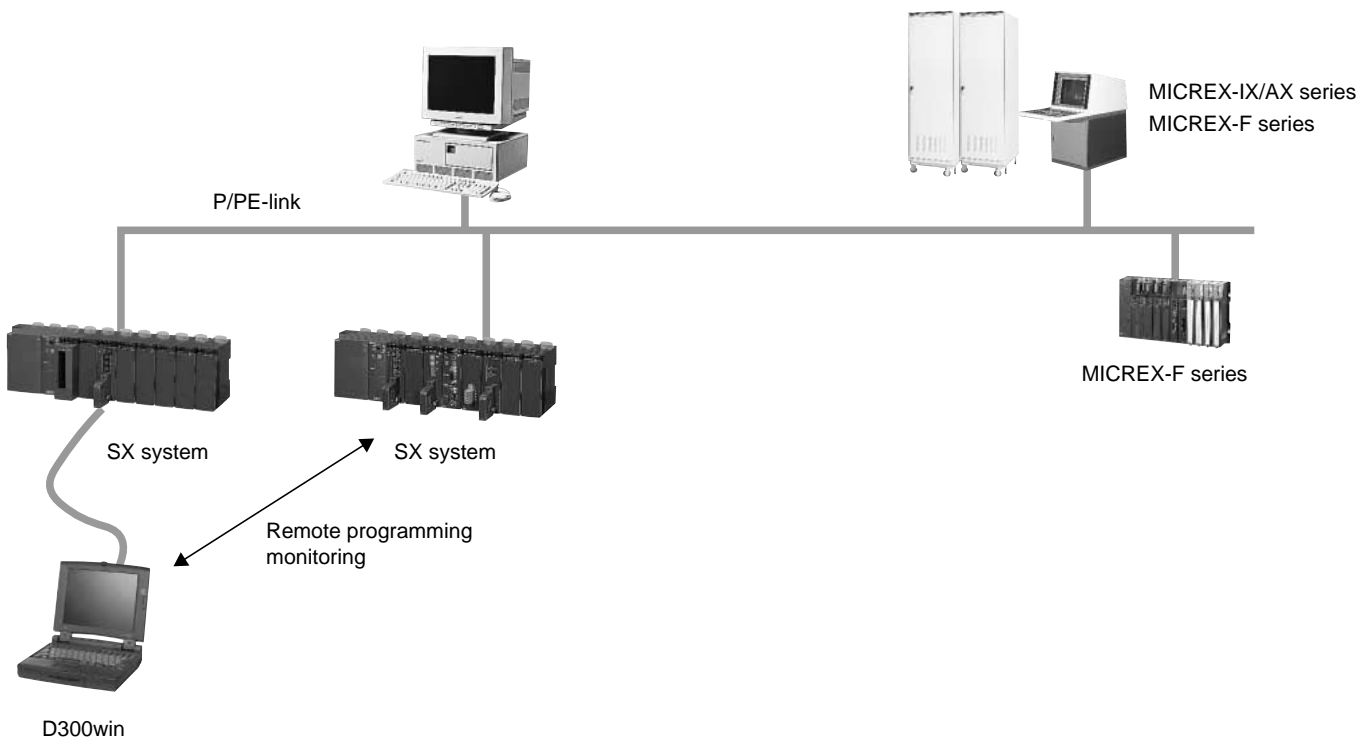 MICREX-IX/AX series
MICREX-F series
P/PE-link
MICREX-F series
SX system
SX system
Remote programming
monitoring
D300win